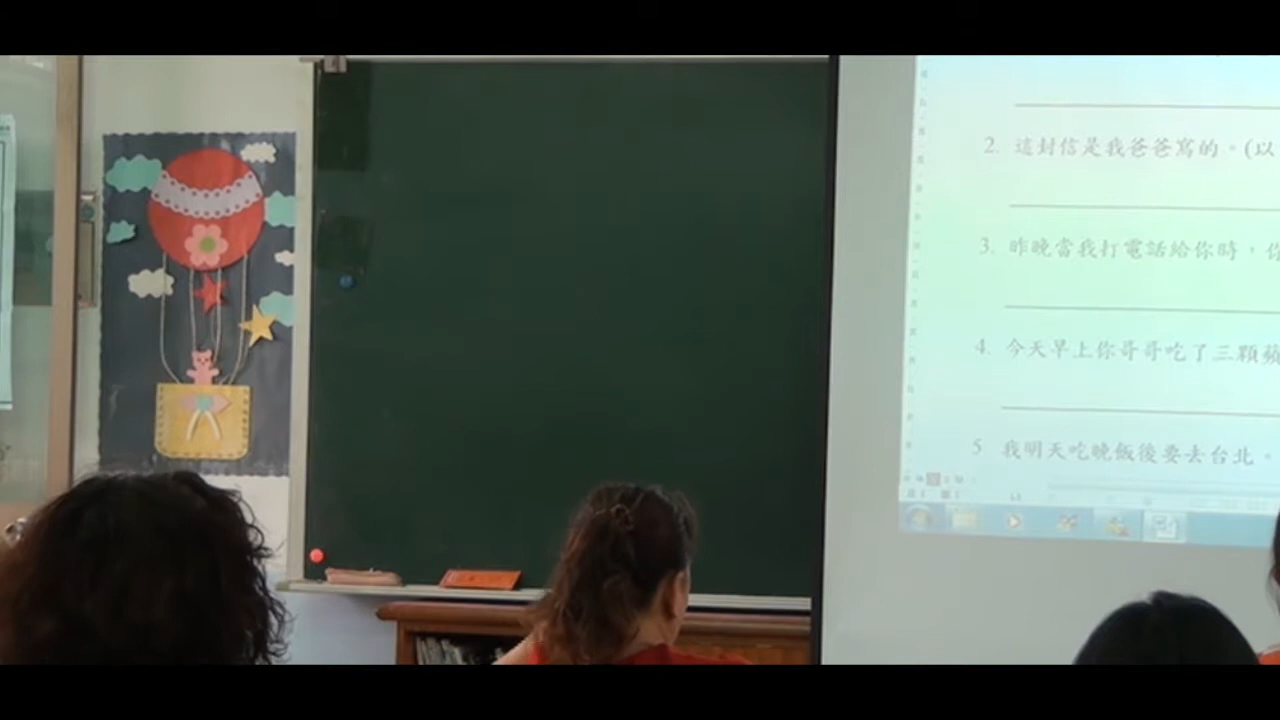 2. 這封信是我爸爸寫的。(以
3. 昨晚當我打電話給你時，你
4. 今天早上你哥哥吃了三顆蘋
5 我明天吃晚飯後要去台北。